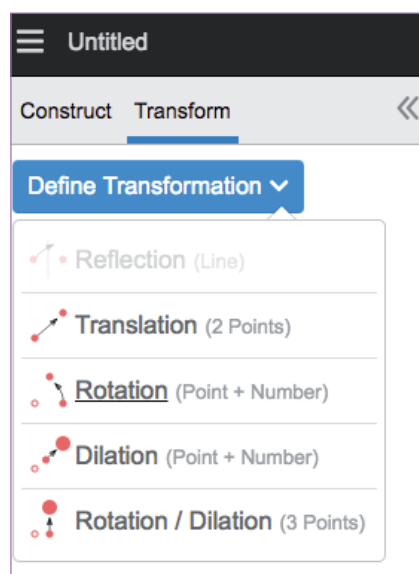 Untitled
Construct Transform
Define Transformation
Reflection (Line)
Translation (2 Points)
Rotation (Point + Number)
Dilation (Point + Number)
Rotation / Dilation (3 Points)